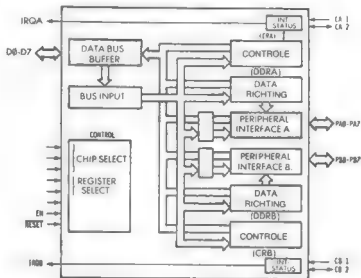 IRQA
INT
STATUS
CA 1
CA 2
(CRA)
D0-D7
DATA BUS
BUFFER
CONTROLE
(DDRA)
DATA
RICHTING
BUS INPUT
PERIPHERAL
INTERFACE A
PA0-PA7
CONTROL
CHIP SELECT
REGISTER
SELECT
PERIPHERAL
INTERFACE B.
PB0-PB7
DATA
RICHTING
(DDRB)
EN
RESET
CONTROLE
(CRB)
IRQB
INT
STATUS
CB 1
CB 2